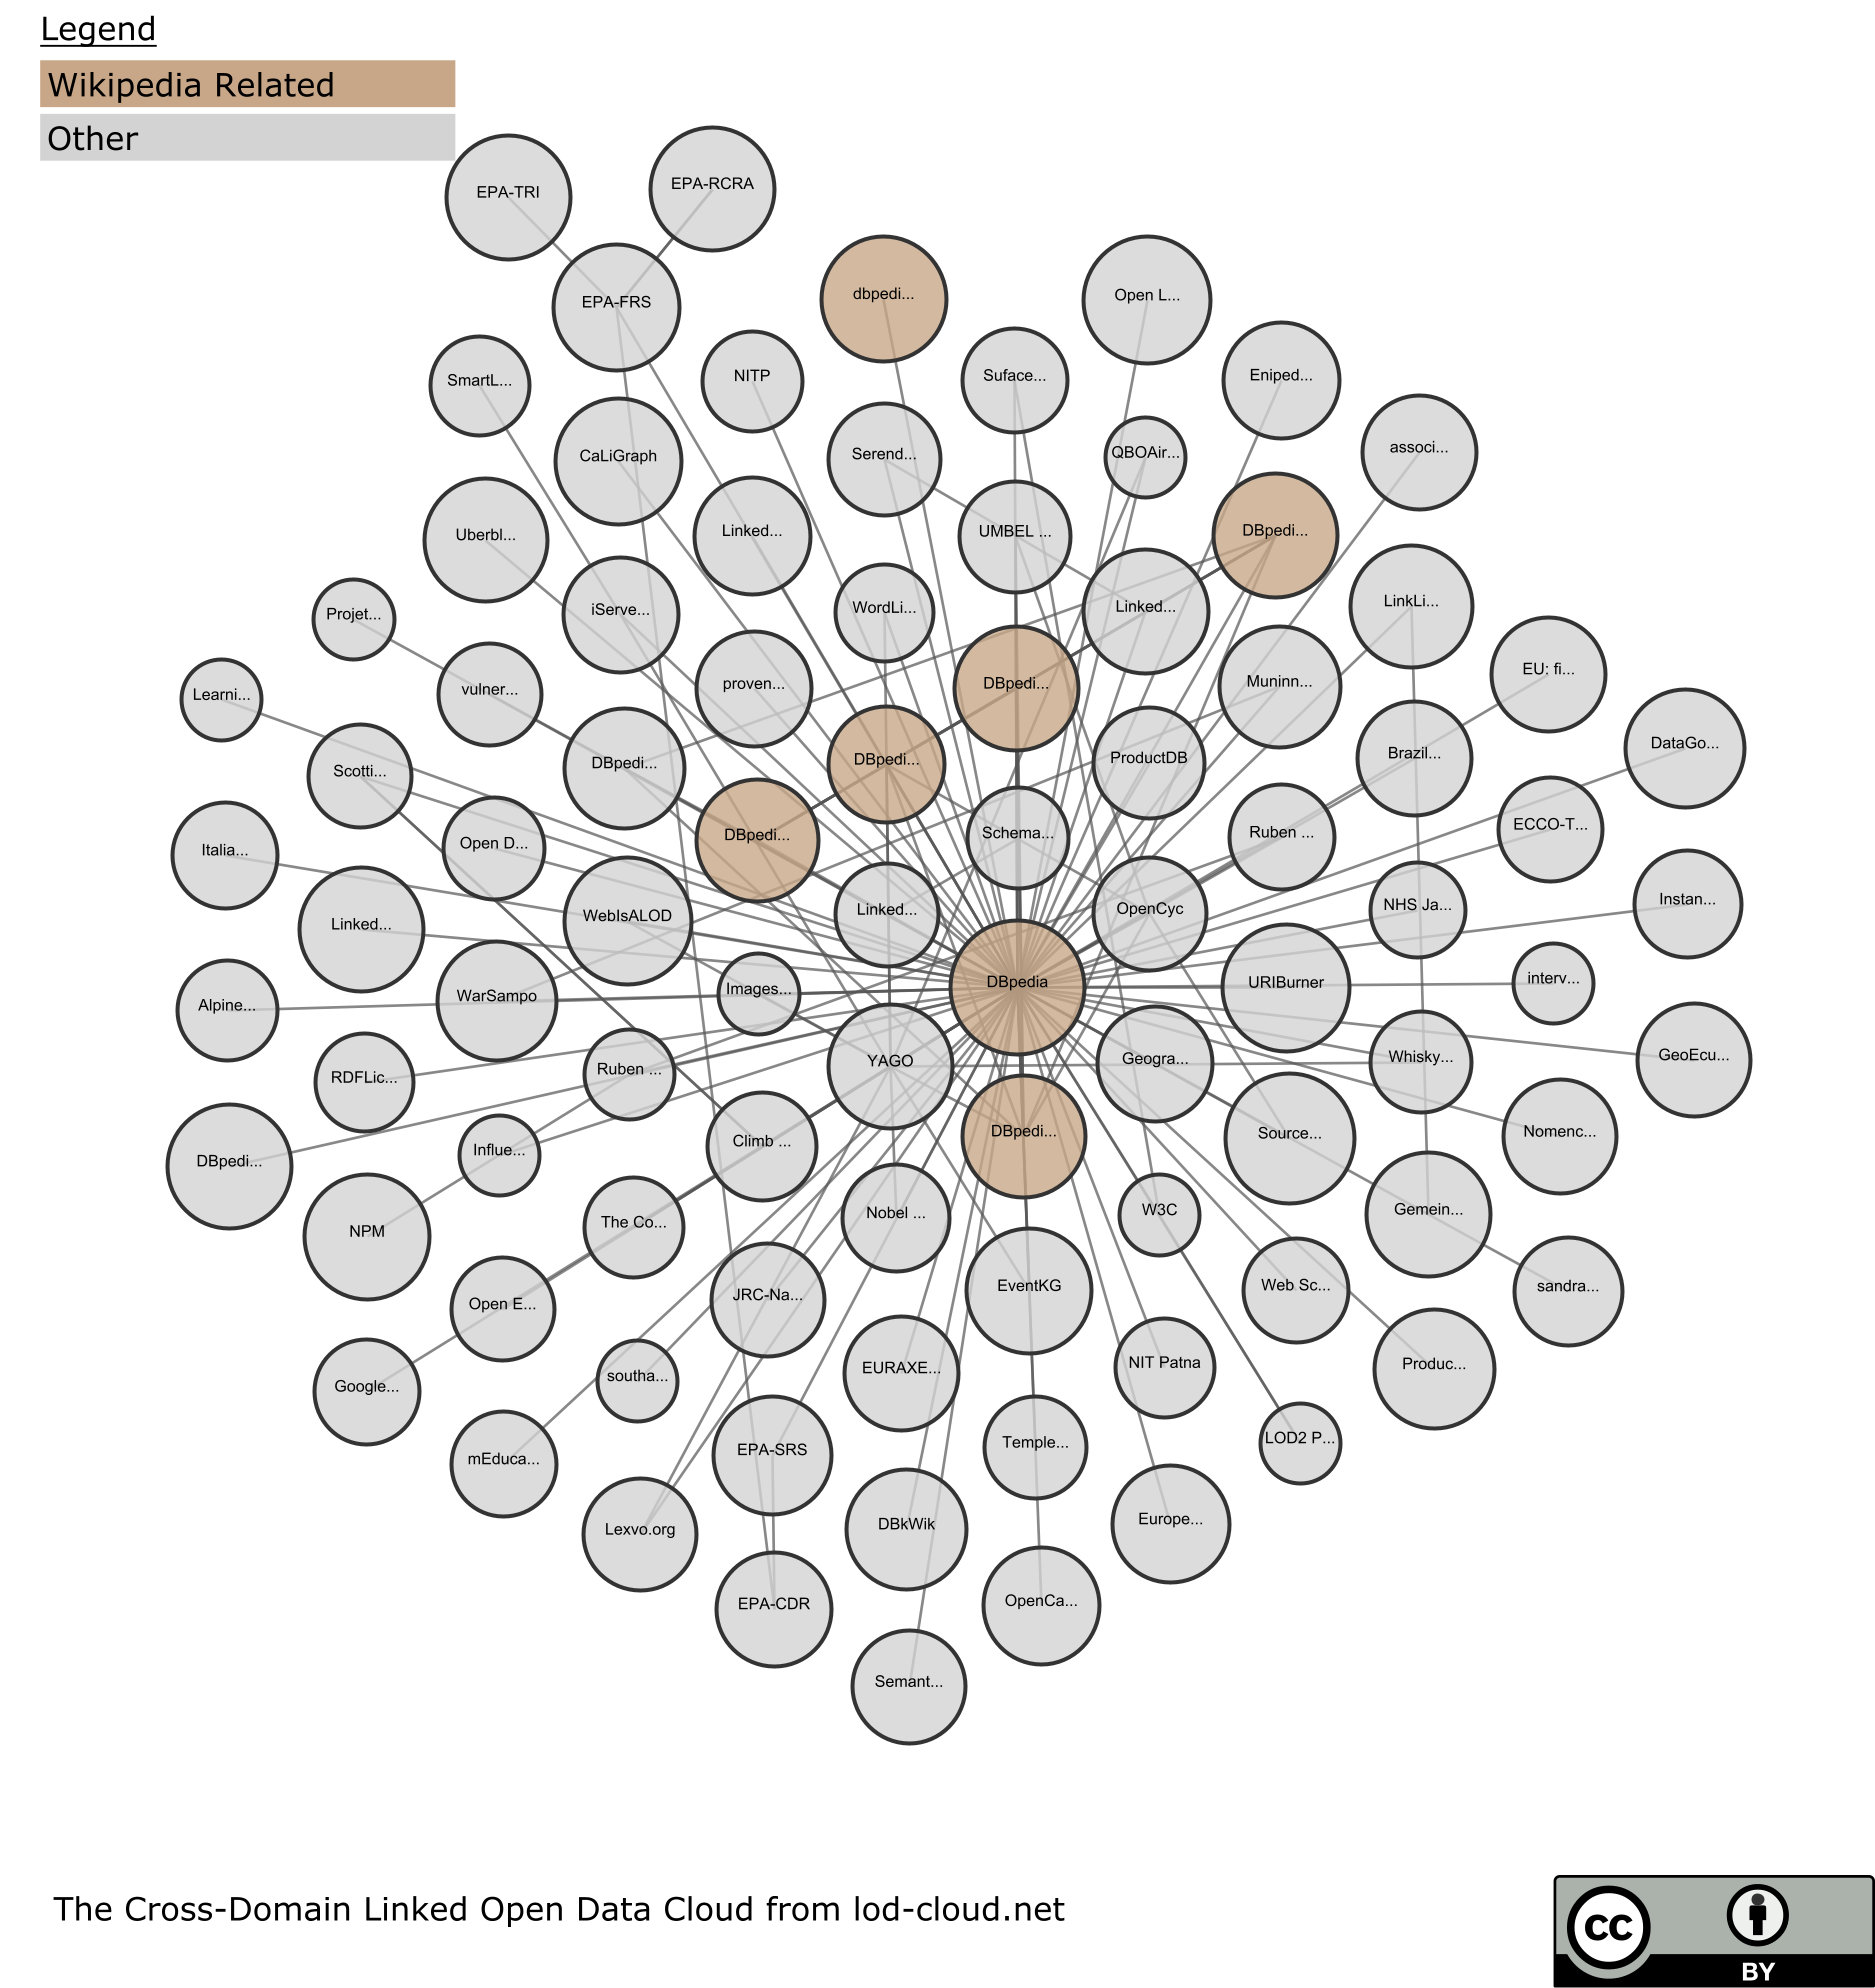 Legend
Wikipedia Related
Other
EPA-TRI
EPA-RCRA
EPA-FRS
dbpedi...
Open L...
SmartL...
NITP
Suface...
Eniped...
CaLiGraph
Serend...
QBOAir...
associ...
Uberbl...
Linked...
UMBEL ...
DBpedi...
Projet...
iServe...
WordLi...
Linked...
LinkLi...
Learni...
vulner...
proven...
DBpedi...
Muninn...
EU: fi...
Scotti...
DBpedi...
DBpedi...
ProductDB
Brazil...
DataGo...
Italia...
Open D...
DBpedi...
Schema...
Ruben ...
ECCO-T...
Linked...
WebIsALOD
Linked...
OpenCyc
NHS Ja...
Instan...
Alpine...
WarSampo
Images...
DBpedia
URIBurner
interv...
RDFLic...
Ruben ...
YAGO
Geogra...
Whisky...
GeoEcu...
DBpedi...
Influe...
Climb ...
DBpedi...
Source...
Nomenc...
NPM
The Co...
Nobel ...
W3C
Gemein...
Open E...
JRC-Na...
EventKG
Web Sc...
sandra...
Google...
southa...
EURAXE...
NIT Patna
Produc...
mEduca...
EPA-SRS
Temple...
LOD2 P...
Lexvo.org
DBkWik
Europe...
EPA-CDR
OpenCa...
Semant...
The Cross-Domain Linked Open Data Cloud from lod-cloud.net
cc
BY